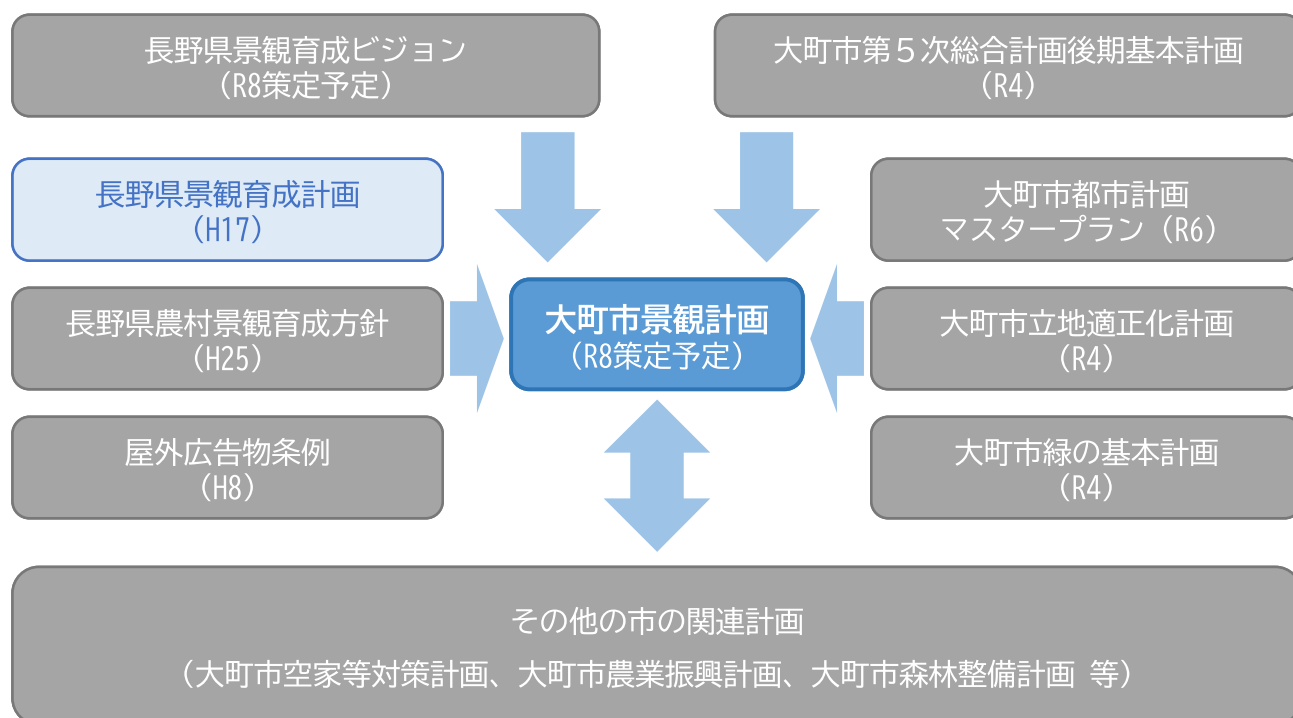 長野県景観育成ビジョン
（R8策定予定）
大町市第５次総合計画後期基本計画
（R4）
長野県景観育成計画
（H17）
大町市都市計画
マスタープラン（R6）
長野県農村景観育成方針
（H25）
大町市景観計画
（R8策定予定）
大町市立地適正化計画
（R4）
屋外広告物条例
（H8）
大町市緑の基本計画
（R4）
その他の市の関連計画
（大町市空家等対策計画、大町市農業振興計画、大町市森林整備計画 等）